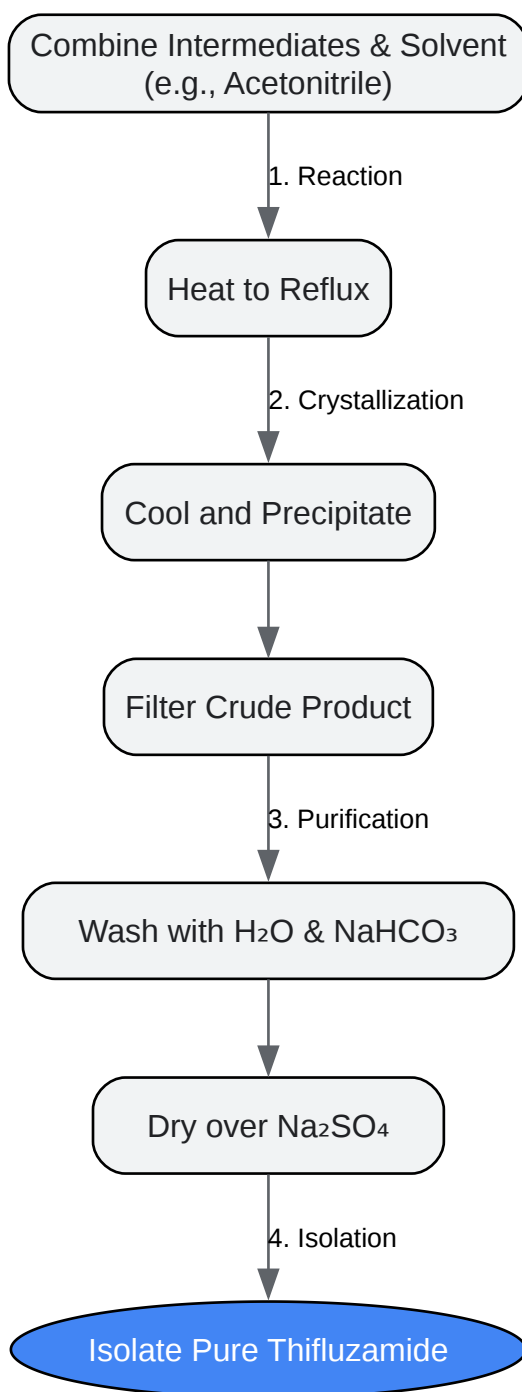 Combine Intermediates & Solvent
(e.g., Acetonitrile)
1. Reaction
Heat to Reflux
2. Crystallization
Cool and Precipitate
Filter Crude Product
3. Purification
Wash with H₂O & NaHCO₃
Dry over Na₂SO₄
4. Isolation
Isolate Pure Thifluzamide